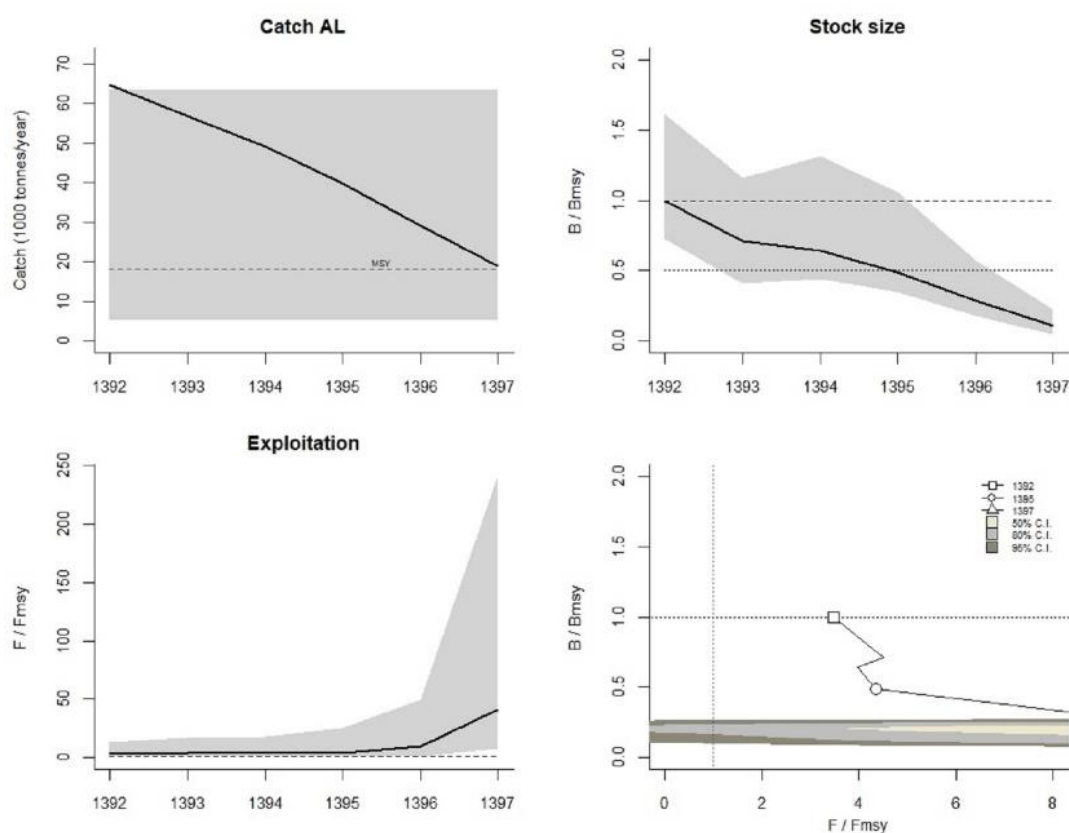 Catch AL
Catch (1000 tonnes/year)
70
60
50
40
30
20
10
0
MSY
1392 1393 1394 1395 1396 1397
Stock size
B / Bmsy
2.0
1.5
1.0
0.5
0.0
1392 1393 1394 1395 1396 1397
Exploitation
F / Fmsy
250
200
150
100
50
0
1392 1393 1394 1395 1396 1397
B / Bmsy
2.0
1.5
1.0
0.5
0.0
1392
1395
1397
50% C.I.
80% C.I.
95% C.I.
0 2 4 6 8
F / Fmsy